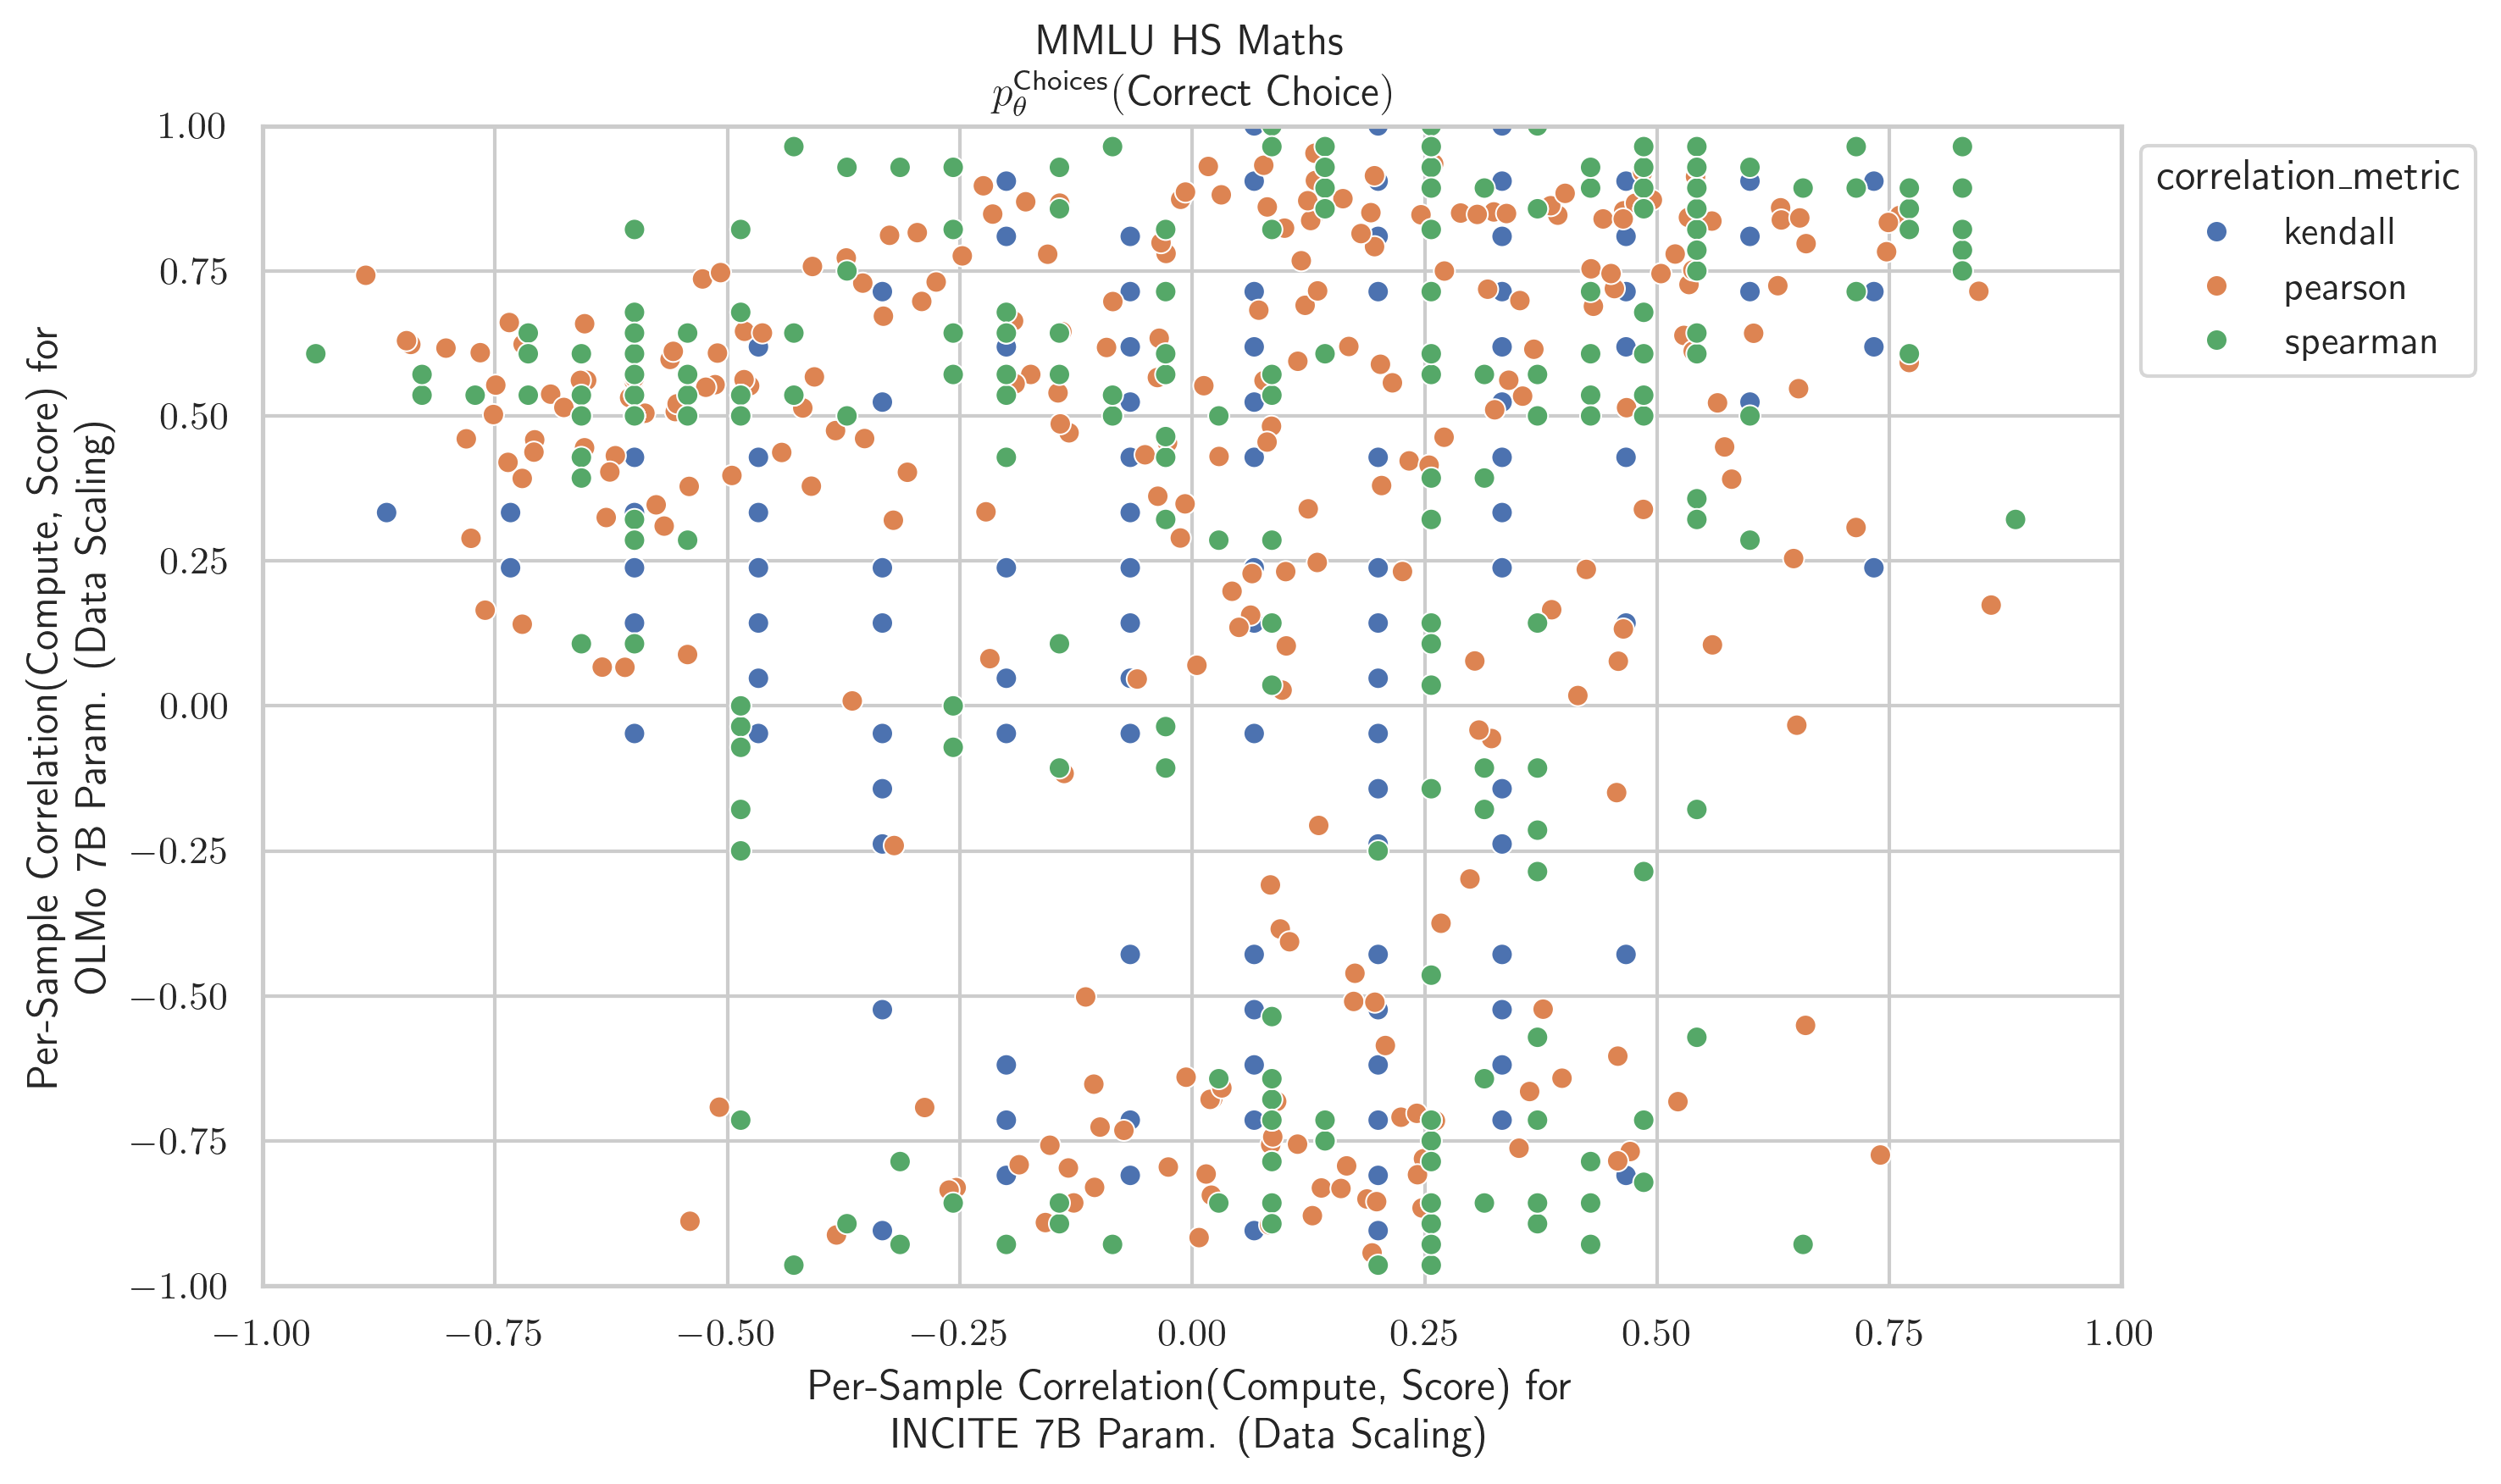 MMLU HS Maths
p_θ^Choices(Correct Choice)
1.00
0.75
0.50
0.25
0.00
−0.25
−0.50
−0.75
−1.00
Per-Sample Correlation(Compute, Score) for
OLMo 7B Param. (Data Scaling)
−1.00 −0.75 −0.50 −0.25 0.00 0.25 0.50 0.75 1.00
Per-Sample Correlation(Compute, Score) for
INCITE 7B Param. (Data Scaling)
correlation_metric
kendall
pearson
spearman